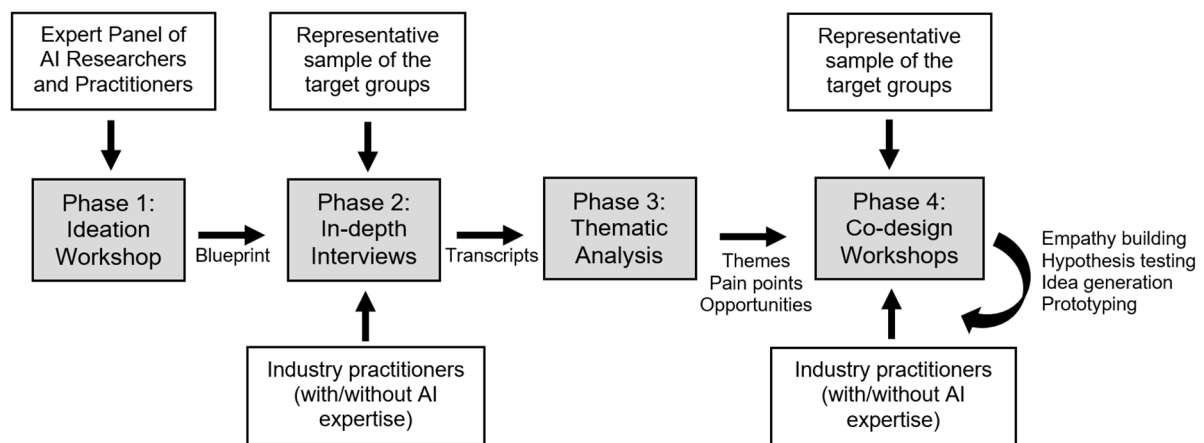 Expert Panel of
AI Researchers
and Practitioners
Representative
sample of the
target groups
Representative
sample of the
target groups
Phase 1:
Ideation
Workshop
Blueprint
Phase 2:
In-depth
Interviews
Transcripts
Phase 3:
Thematic
Analysis
Themes
Pain points
Opportunities
Phase 4:
Co-design
Workshops
Empathy building
Hypothesis testing
Idea generation
Prototyping
Industry practitioners
(with/without AI
expertise)
Industry practitioners
(with/without AI
expertise)